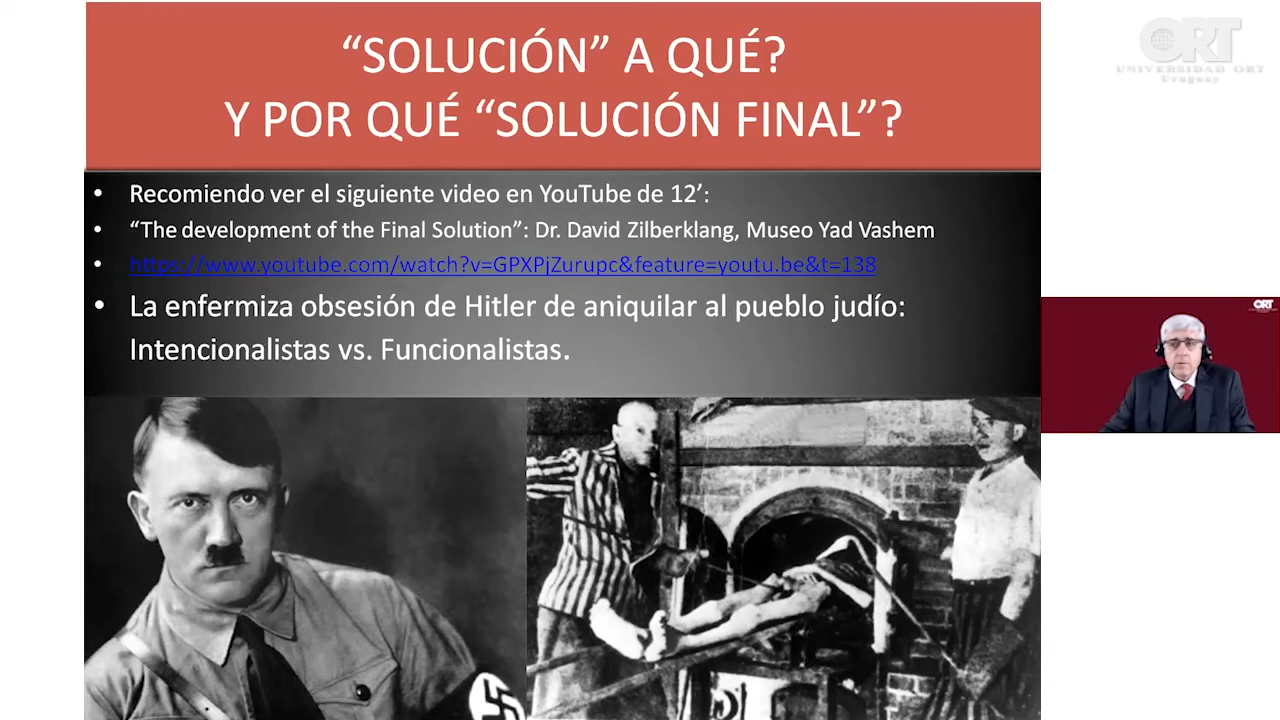 “SOLUCIÓN” A QUÉ?
Y POR QUÉ “SOLUCIÓN FINAL”?
• Recomiendo ver el siguiente video en YouTube de 12’:
• “The development of the Final Solution”: Dr. David Zilberklang, Museo Yad Vashem
• https://www.youtube.com/watch?v=GPXPjZurupc&feature=youtu.be&t=138
• La enfermiza obsesión de Hitler de aniquilar al pueblo judío:
Intencionalistas vs. Funcionalistas.
ORT
UNIVERSIDAD ORT
Uruguay
ORT